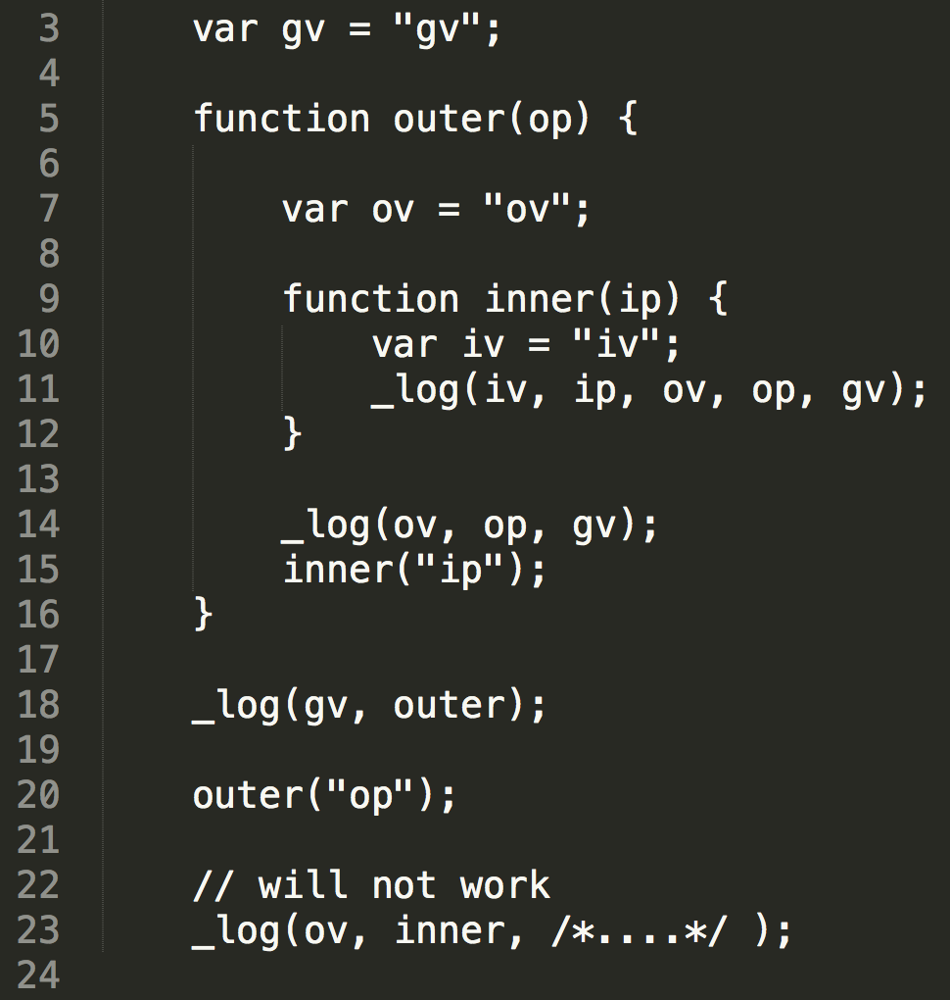 3 var gv = "gv";
4
5 function outer(op) {
6
7 var ov = "ov";
8
9 function inner(ip) {
10 var iv = "iv";
11 _log(iv, ip, ov, op, gv);
12 }
13
14 _log(ov, op, gv);
15 inner("ip");
16 }
17
18 _log(gv, outer);
19
20 outer("op");
21
22 // will not work
23 _log(ov, inner, /*....*/ );
24